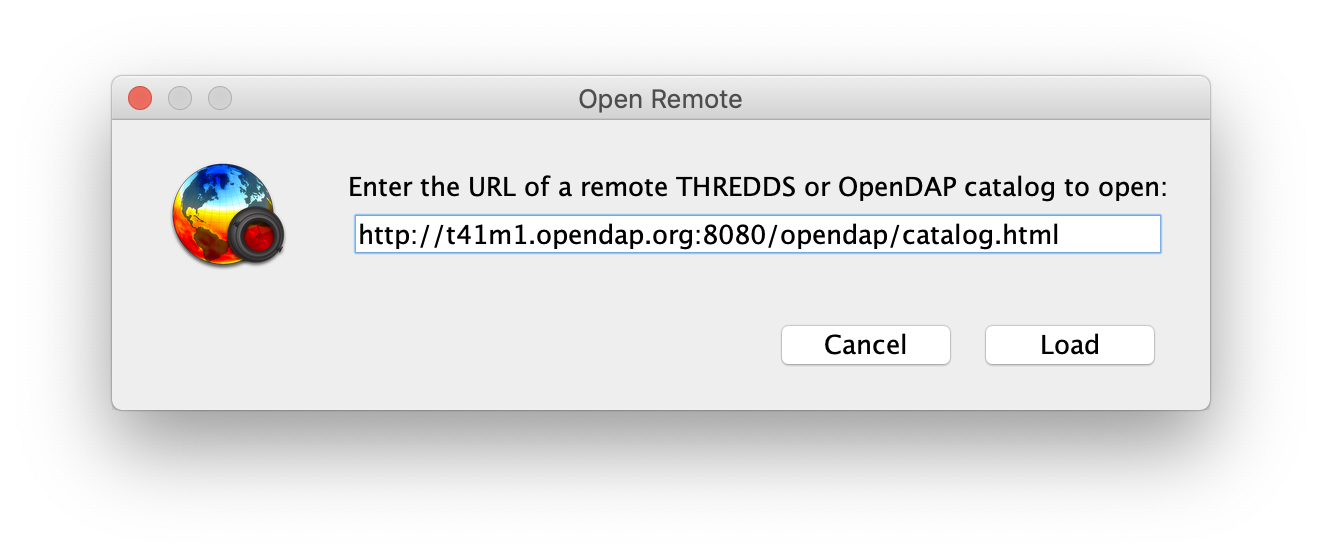 Open Remote
Enter the URL of a remote THREDDS or OpenDAP catalog to open:
http://t41m1.opendap.org:8080/opendap/catalog.html
Cancel Load